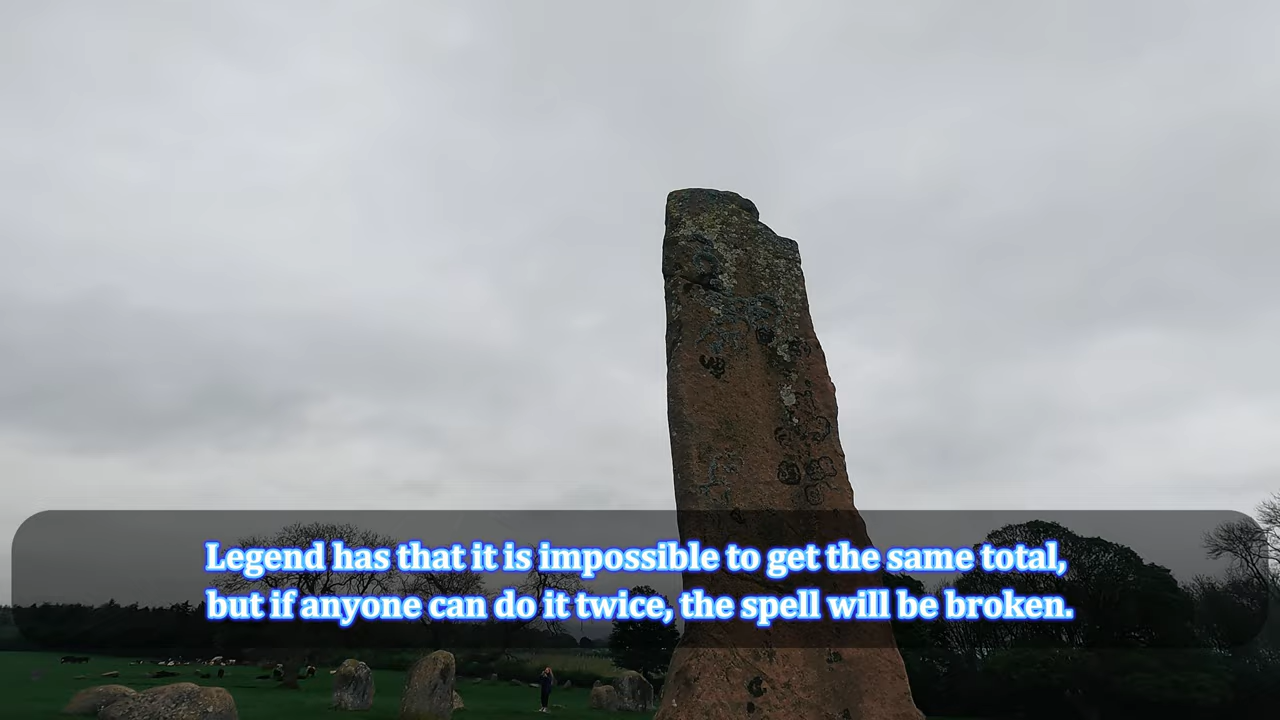 Legend has that it is impossible to get the same total,
but if anyone can do it twice, the spell will be broken.